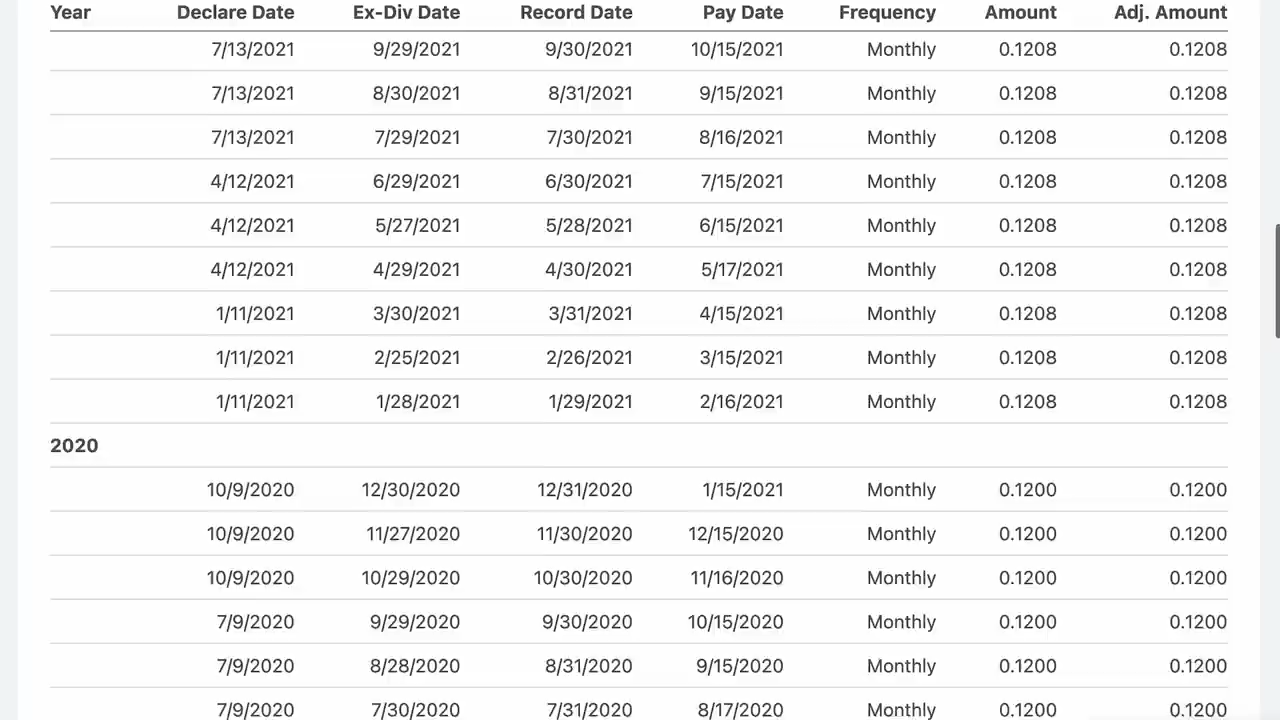 Year Declare Date Ex-Div Date Record Date Pay Date Frequency Amount Adj. Amount
7/13/2021 9/29/2021 9/30/2021 10/15/2021 Monthly 0.1208 0.1208
7/13/2021 8/30/2021 8/31/2021 9/15/2021 Monthly 0.1208 0.1208
7/13/2021 7/29/2021 7/30/2021 8/16/2021 Monthly 0.1208 0.1208
4/12/2021 6/29/2021 6/30/2021 7/15/2021 Monthly 0.1208 0.1208
4/12/2021 5/27/2021 5/28/2021 6/15/2021 Monthly 0.1208 0.1208
4/12/2021 4/29/2021 4/30/2021 5/17/2021 Monthly 0.1208 0.1208
1/11/2021 3/30/2021 3/31/2021 4/15/2021 Monthly 0.1208 0.1208
1/11/2021 2/25/2021 2/26/2021 3/15/2021 Monthly 0.1208 0.1208
1/11/2021 1/28/2021 1/29/2021 2/16/2021 Monthly 0.1208 0.1208
2020
10/9/2020 12/30/2020 12/31/2020 1/15/2021 Monthly 0.1200 0.1200
10/9/2020 11/27/2020 11/30/2020 12/15/2020 Monthly 0.1200 0.1200
10/9/2020 10/29/2020 10/30/2020 11/16/2020 Monthly 0.1200 0.1200
7/9/2020 9/29/2020 9/30/2020 10/15/2020 Monthly 0.1200 0.1200
7/9/2020 8/28/2020 8/31/2020 9/15/2020 Monthly 0.1200 0.1200
7/9/2020 7/30/2020 7/31/2020 8/17/2020 Monthly 0.1200 0.1200